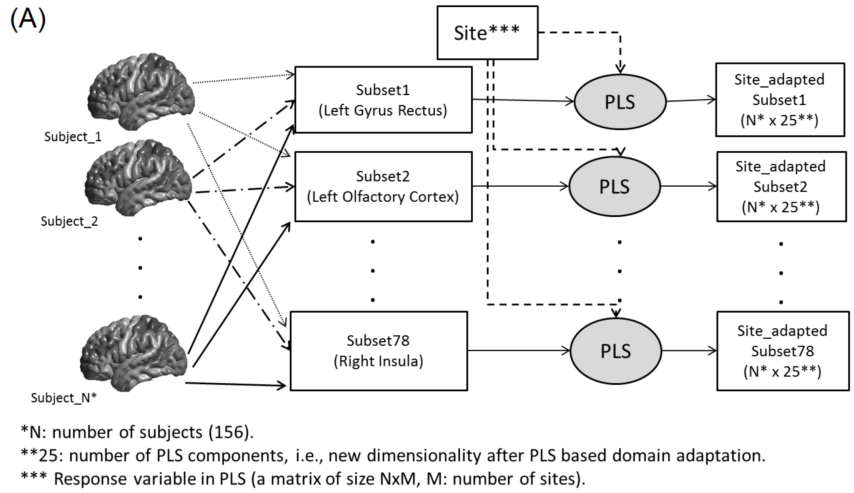 (A)
Site***
Subject_1
Subset1
(Left Gyrus Rectus)
PLS
Site_adapted
Subset1
(N* x 25**)
Subject_2
Subset2
(Left Olfactory Cortex)
PLS
Site_adapted
Subset2
(N* x 25**)
Subject_N*
Subset78
(Right Insula)
PLS
Site_adapted
Subset78
(N* x 25**)
*N: number of subjects (156).
**25: number of PLS components, i.e., new dimensionality after PLS based domain adaptation.
*** Response variable in PLS (a matrix of size NxM, M: number of sites).